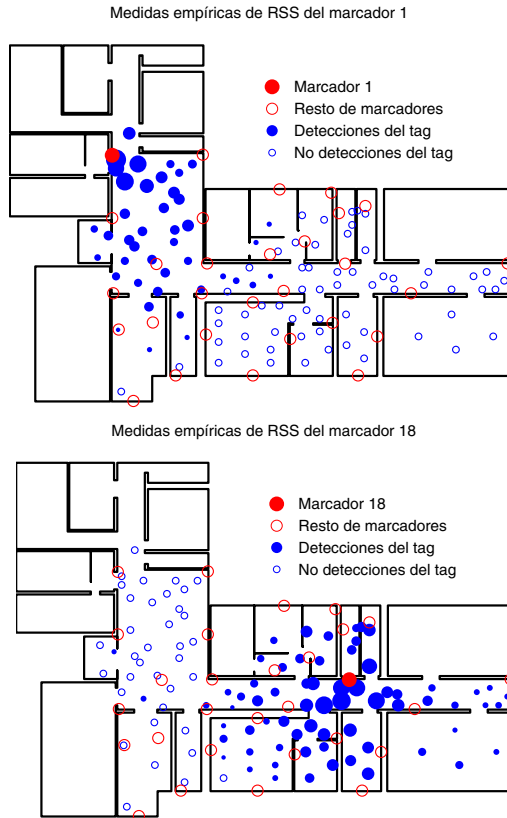 Medidas empíricas de RSS del marcador 1
Marcador 1
Resto de marcadores
Detecciones del tag
No detecciones del tag
Medidas empíricas de RSS del marcador 18
Marcador 18
Resto de marcadores
Detecciones del tag
No detecciones del tag